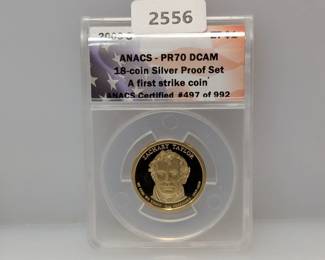 2556
ANACS - PR70 DCAM
18-coin Silver Proof Set
A first strike coin
ANACS Certified #497 of 992
ZACHARY TAYLOR